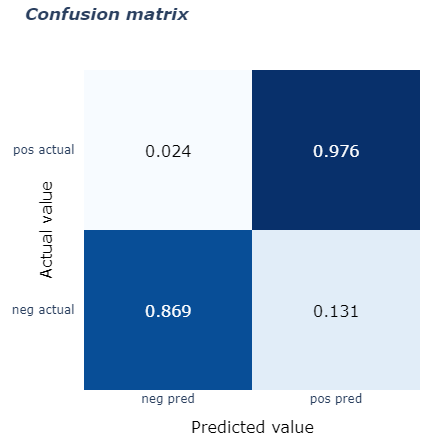 Confusion matrix
pos actual
0.024
0.976
Actual value
neg actual
0.869
0.131
neg pred
pos pred
Predicted value